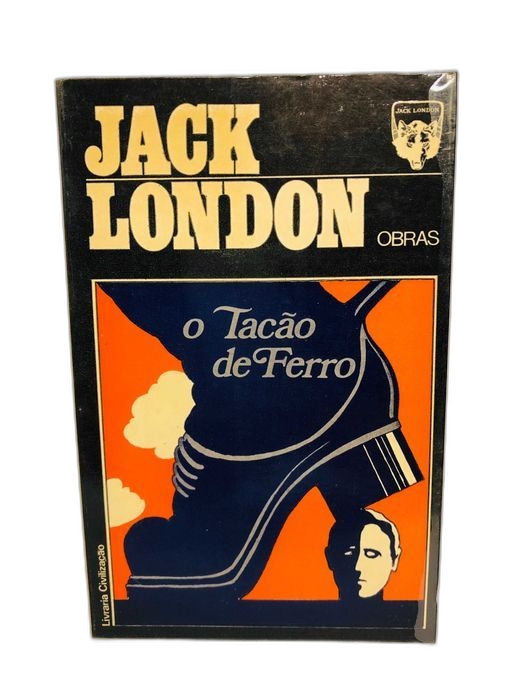 JACK LONDON
JACK
LONDON
OBRAS
o Tacão
de Ferro
Livraria Civilização